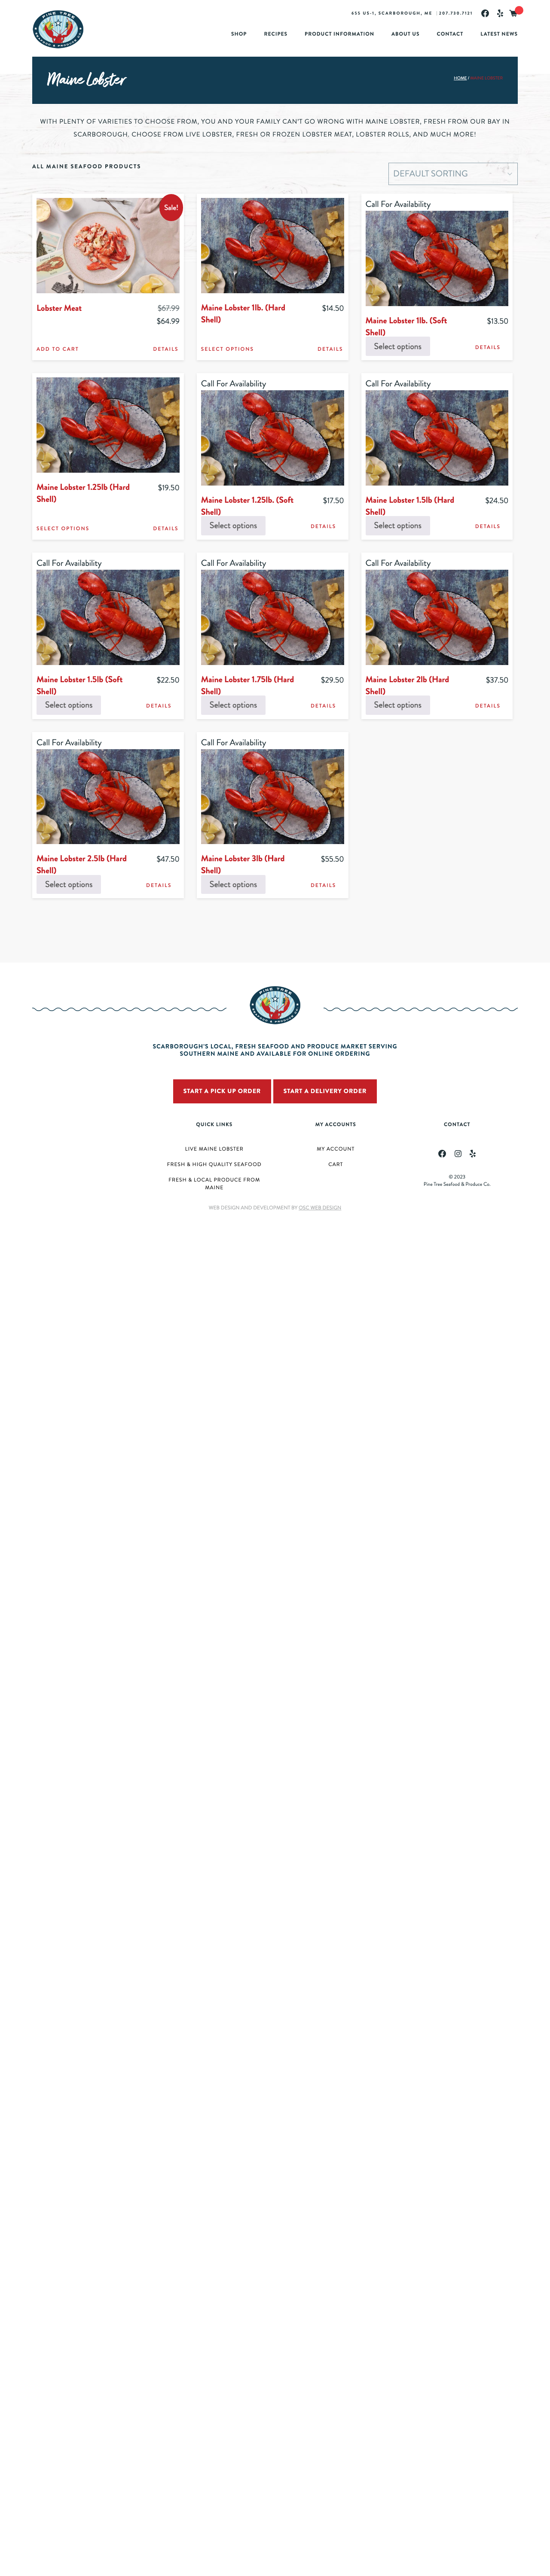 655 US-1, SCARBOROUGH, ME | 207.730.7121
SHOP RECIPES PRODUCT INFORMATION ABOUT US CONTACT LATEST NEWS
Maine Lobster
HOME / MAINE LOBSTER
WITH PLENTY OF VARIETIES TO CHOOSE FROM, YOU AND YOUR FAMILY CAN'T GO WRONG WITH MAINE LOBSTER, FRESH FROM OUR BAY IN
SCARBOROUGH. CHOOSE FROM LIVE LOBSTER, FRESH OR FROZEN LOBSTER MEAT, LOBSTER ROLLS, AND MUCH MORE!
ALL MAINE SEAFOOD PRODUCTS
DEFAULT SORTING
Sale!
Lobster Meat $67.99
$64.99
ADD TO CART DETAILS
Maine Lobster 1lb. (Hard $14.50
Shell)
SELECT OPTIONS DETAILS
Call For Availability
Maine Lobster 1lb. (Soft $13.50
Shell)
Select options DETAILS
Maine Lobster 1.25lb (Hard $19.50
Shell)
SELECT OPTIONS DETAILS
Call For Availability
Maine Lobster 1.25lb. (Soft $17.50
Shell)
Select options DETAILS
Call For Availability
Maine Lobster 1.5lb (Hard $24.50
Shell)
Select options DETAILS
Call For Availability
Maine Lobster 1.5lb (Soft $22.50
Shell)
Select options DETAILS
Call For Availability
Maine Lobster 1.75lb (Hard $29.50
Shell)
Select options DETAILS
Call For Availability
Maine Lobster 2lb (Hard $37.50
Shell)
Select options DETAILS
Call For Availability
Maine Lobster 2.5lb (Hard $47.50
Shell)
Select options DETAILS
Call For Availability
Maine Lobster 3lb (Hard $55.50
Shell)
Select options DETAILS
PINE TREE
SCARBOROUGH'S LOCAL, FRESH SEAFOOD AND PRODUCE MARKET SERVING
SOUTHERN MAINE AND AVAILABLE FOR ONLINE ORDERING
START A PICK UP ORDER START A DELIVERY ORDER
QUICK LINKS
LIVE MAINE LOBSTER
FRESH & HIGH QUALITY SEAFOOD
FRESH & LOCAL PRODUCE FROM
MAINE
MY ACCOUNTS
MY ACCOUNT
CART
CONTACT
© 2023
Pine Tree Seafood & Produce Co.
WEB DESIGN AND DEVELOPMENT BY OSC WEB DESIGN